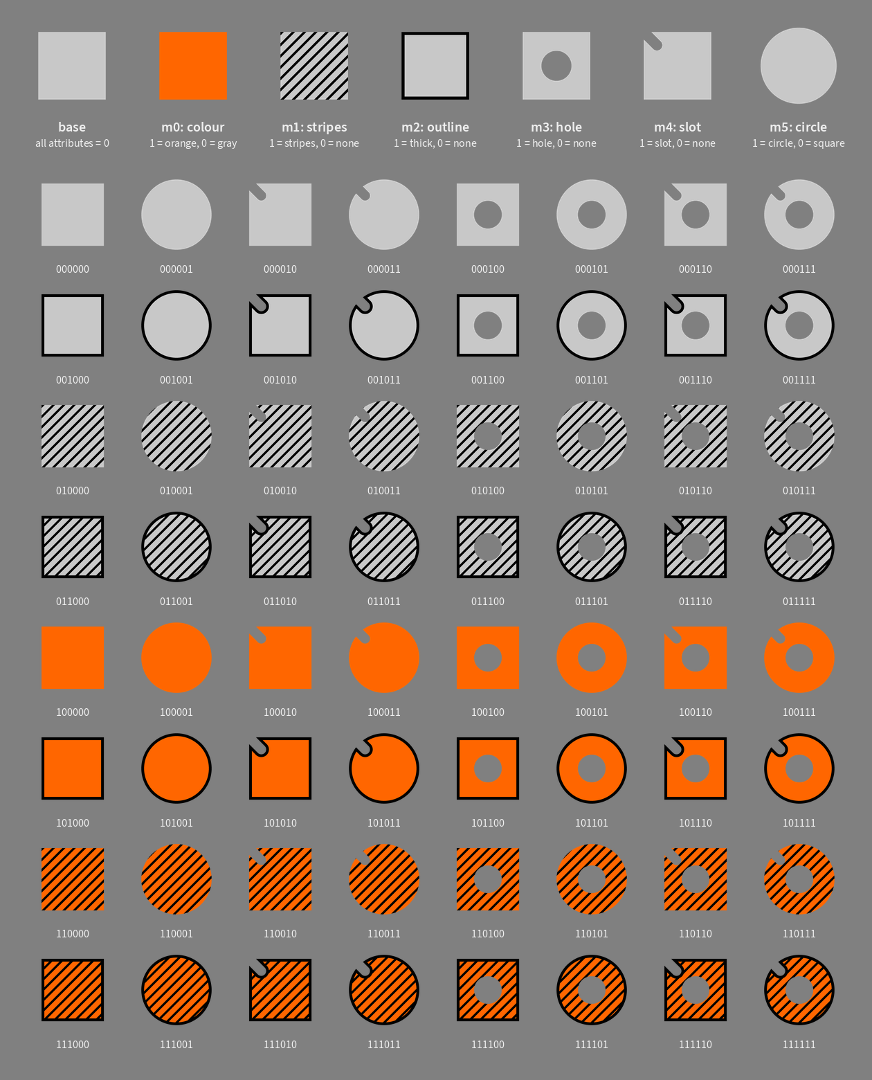 base m0: colour m1: stripes m2: outline m3: hole m4: slot m5: circle
all attributes = 0 1 = orange, 0 = gray 1 = stripes, 0 = none 1 = thick, 0 = none 1 = hole, 0 = none 1 = slot, 0 = none 1 = circle, 0 = square
000000 000001 000010 000011 000100 000101 000110 000111
001000 001001 001010 001011 001100 001101 001110 001111
010000 010001 010010 010011 010100 010101 010110 010111
011000 011001 011010 011011 011100 011101 011110 011111
100000 100001 100010 100011 100100 100101 100110 100111
101000 101001 101010 101011 101100 101101 101110 101111
110000 110001 110010 110011 110100 110101 110110 110111
111000 111001 111010 111011 111100 111101 111110 111111